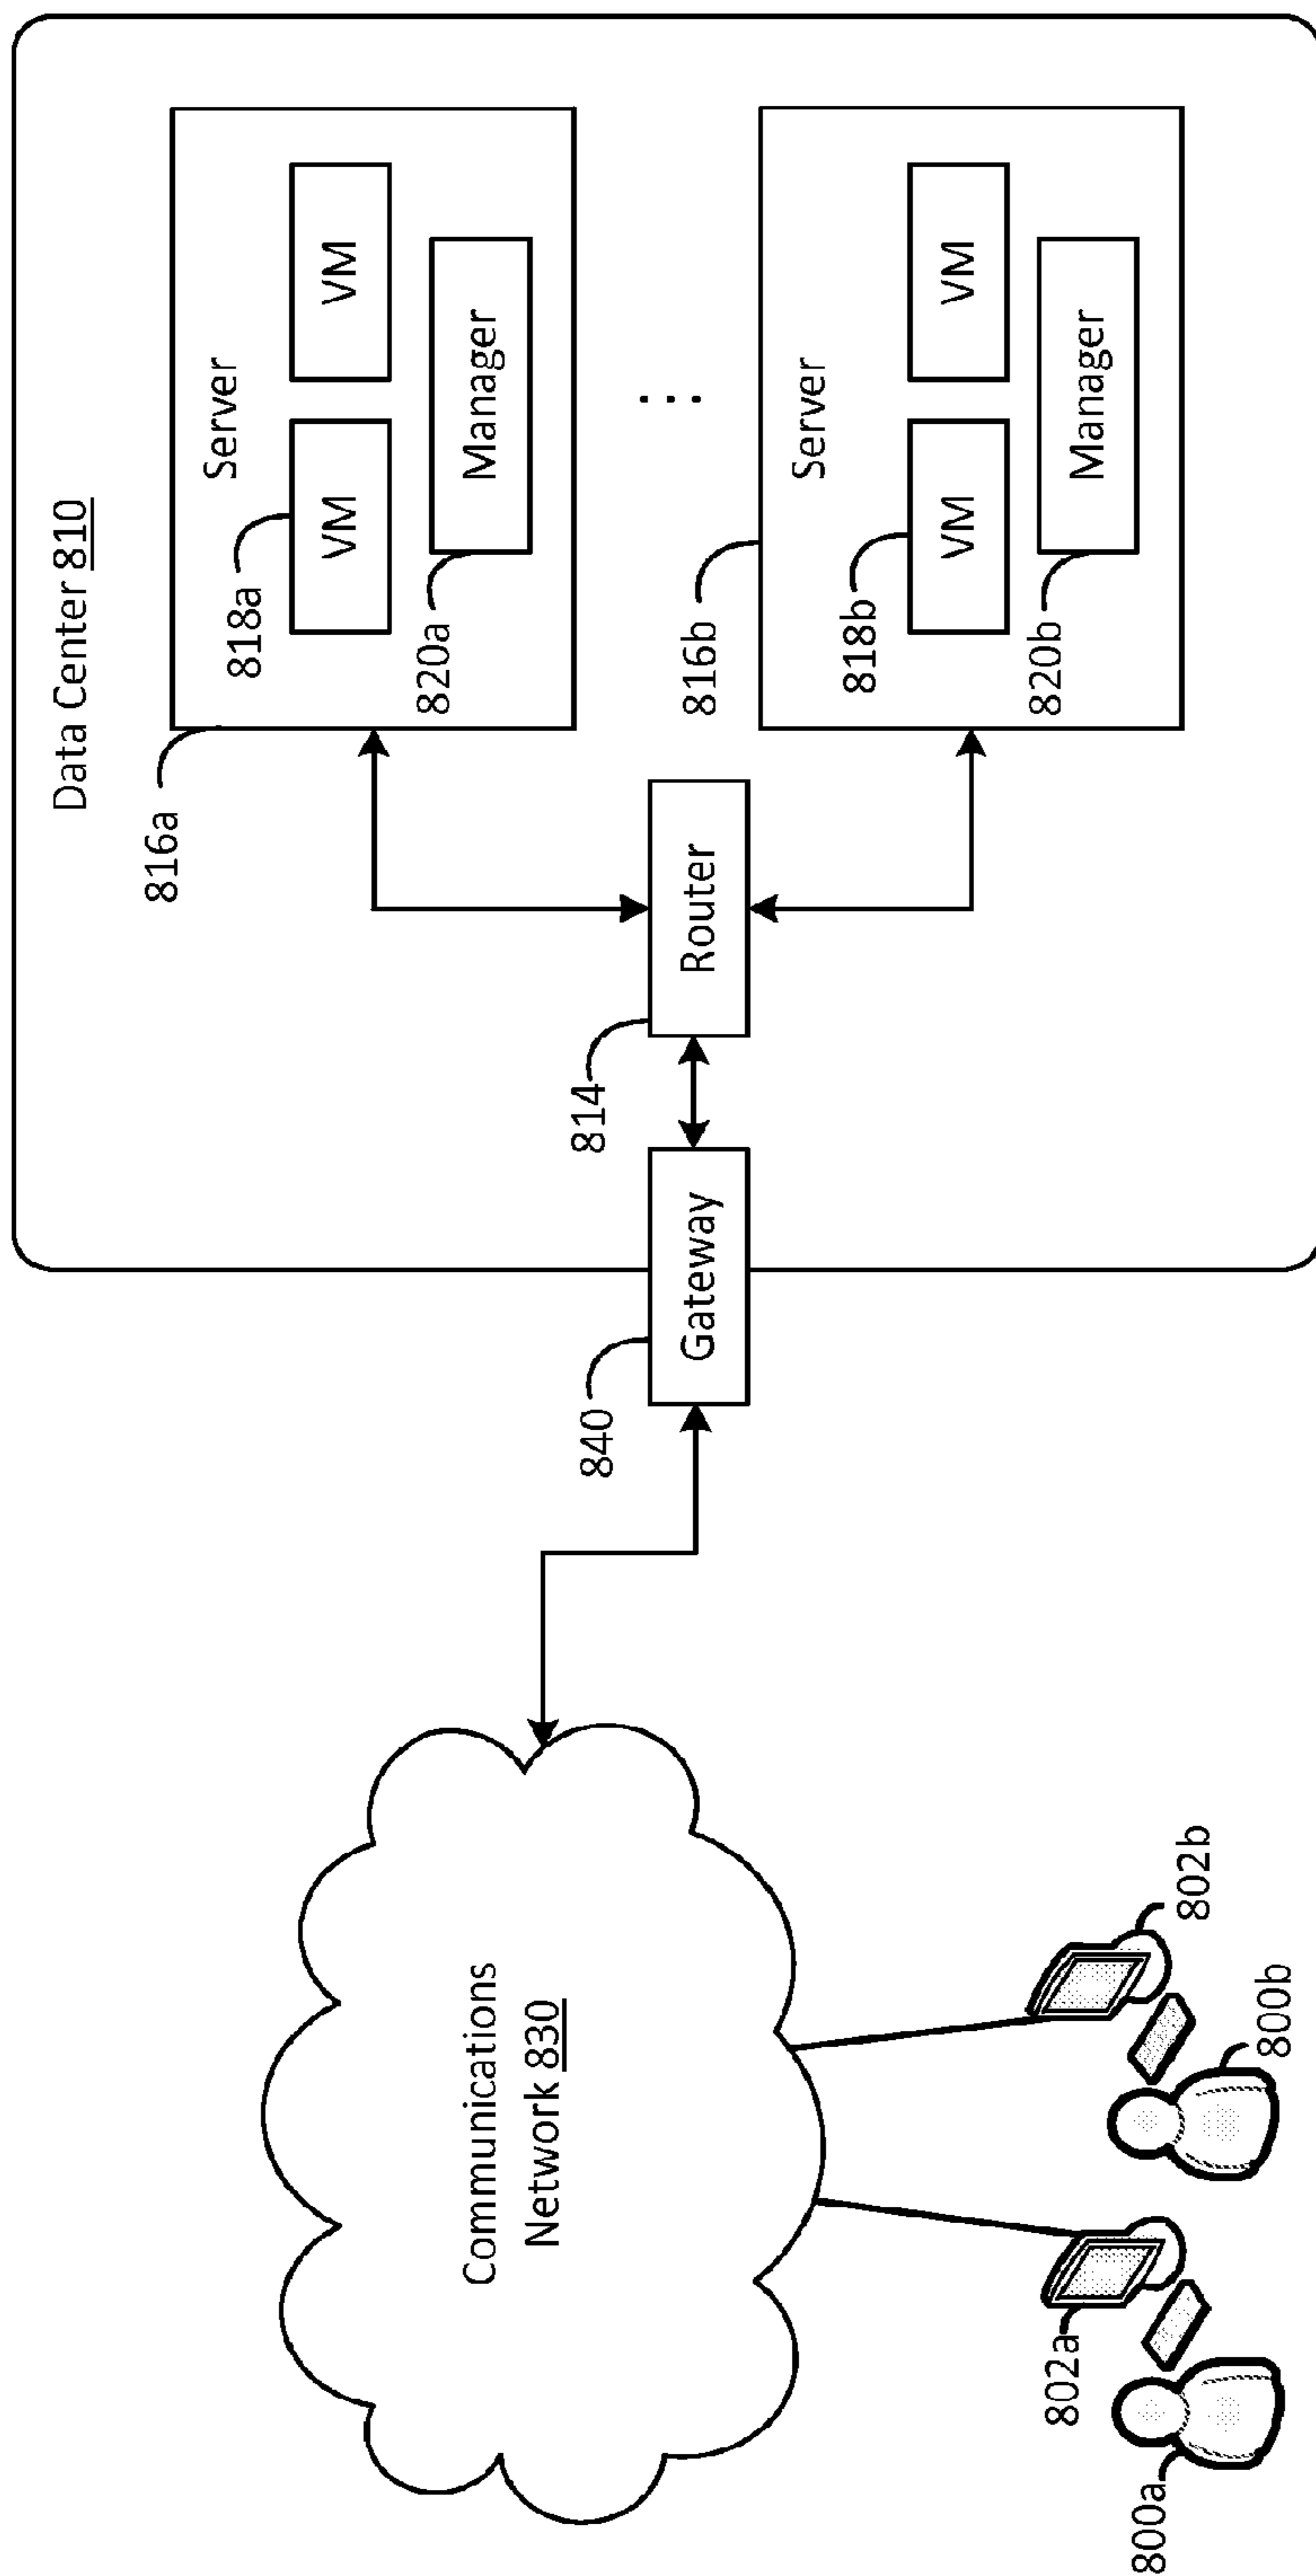 Data Center 810
816a
Server
818a
VM
VM
820a
Manager
...
816b
Server
818b
VM
VM
820b
Manager
814
Router
840
Gateway
Communications
Network 830
802a
802b
800a
800b